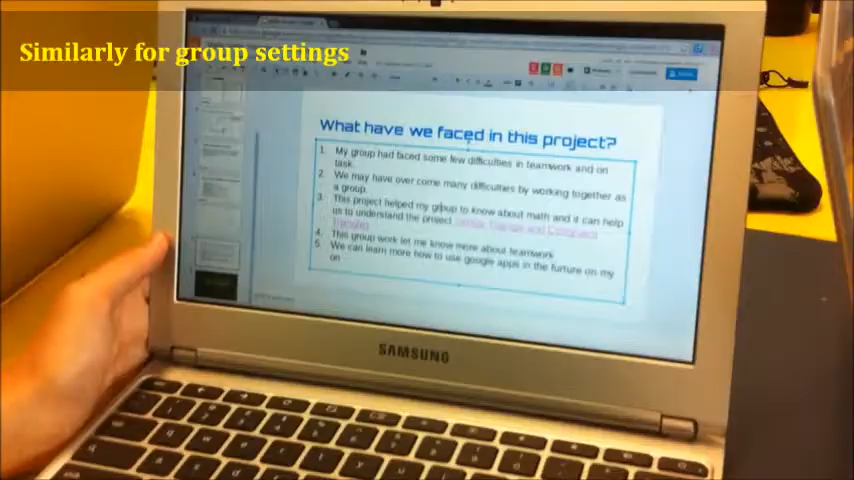 Similarly for group settings
What have we faced in this project?
1. My group had faced some few difficulties in teamwork and on
task.
2. We may have over come many difficulties by working together as
a group.
3. This project helped my group to know about math and it can help
us to understand the project
4. This group work let me know more about teamwork
5. We can learn more how to use google apps in the furture on my
on
SAMSUNG